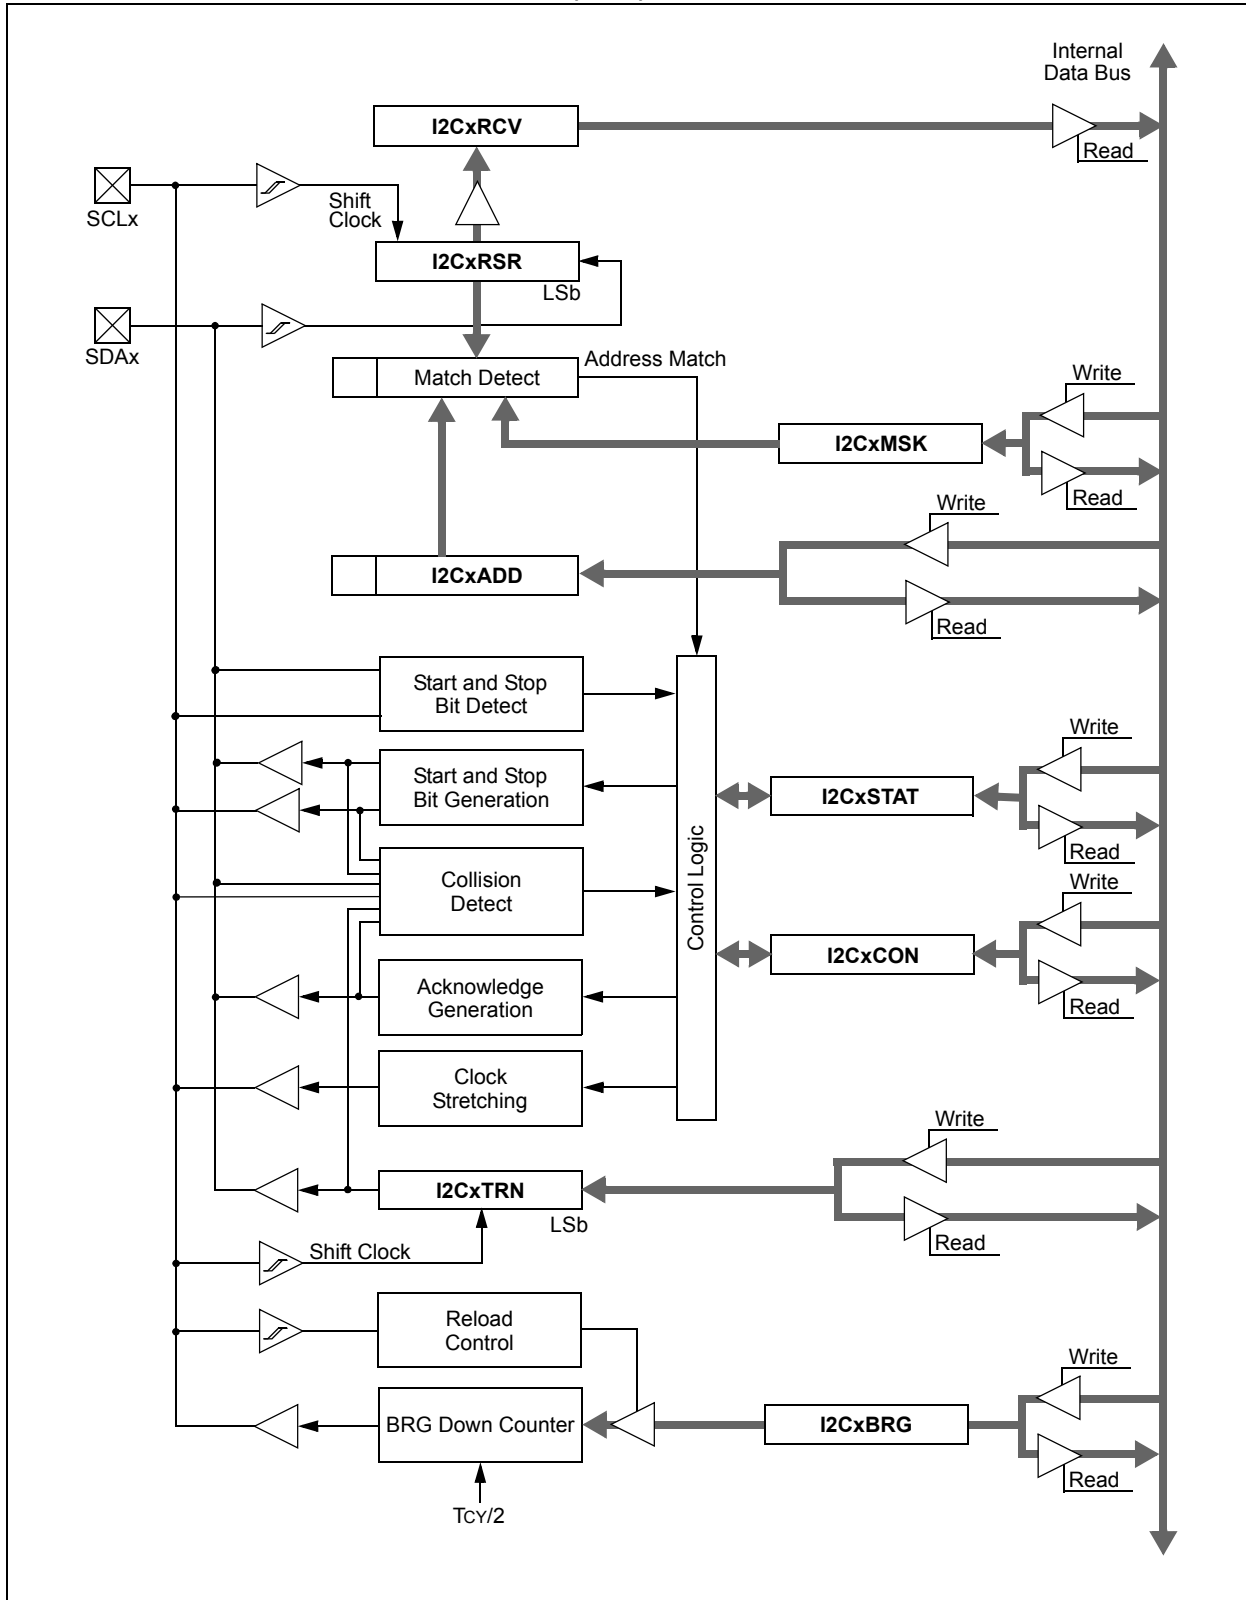 Internal
Data Bus
I2CxRCV
Read
SCLx
Shift
Clock
I2CxRSR
LSb
SDAx
Address Match
Match Detect
Write
I2CxMSK
Read
Write
I2CxADD
Read
Start and Stop
Bit Detect
Write
Start and Stop
Bit Generation
I2CxSTAT
Control Logic
Read
Collision
Detect
Write
I2CxCON
Acknowledge
Generation
Read
Clock
Stretching
Write
I2CxTRN
LSb
Read
Shift Clock
Reload
Control
Write
BRG Down Counter
I2CxBRG
Read
TCY/2